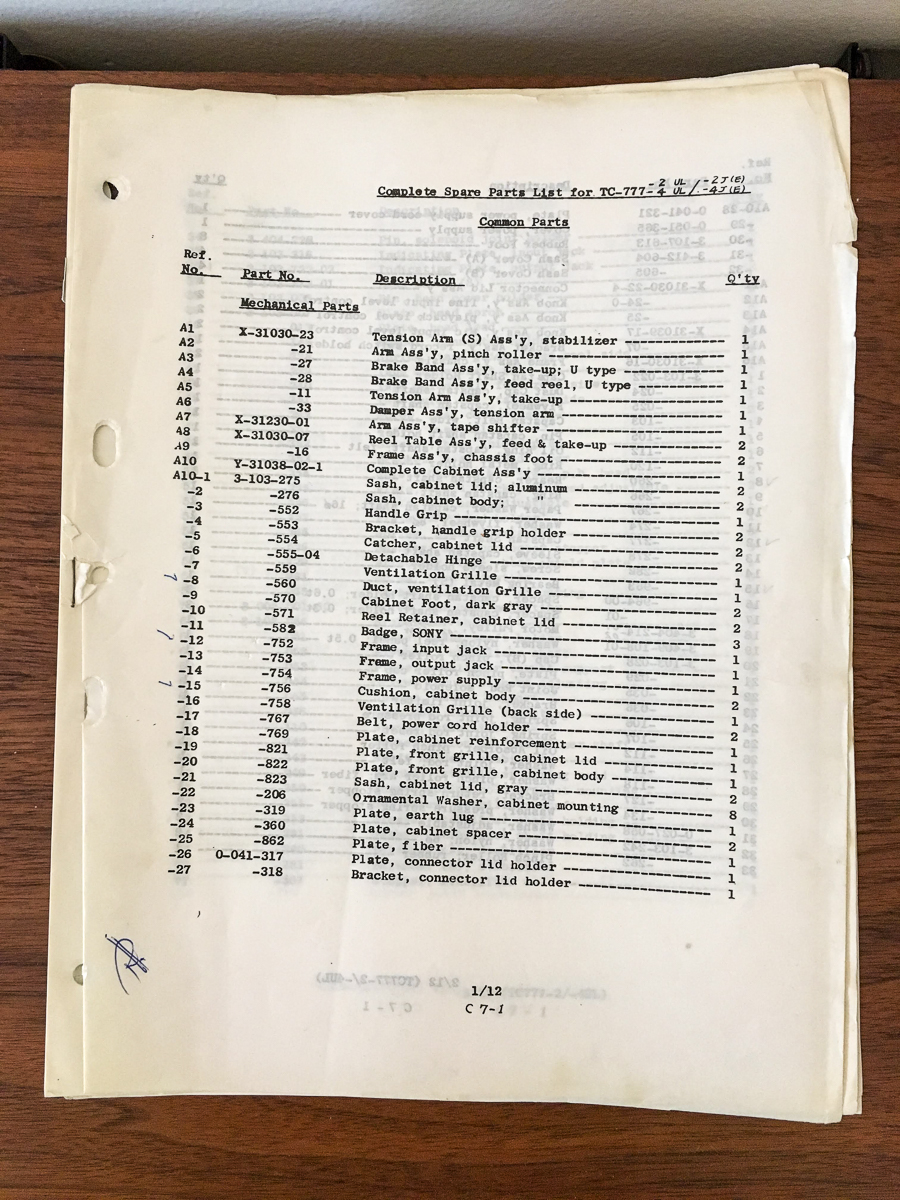 Complete Spare Parts List for TC-777-2 UL/-2J(E) -4 UL/-4J(E)
Common Parts
Ref. No. Part No. Description Q'ty
Mechanical Parts
A1 X-31030-23 Tension Arm (S) Ass'y, stabilizer ---------------- 1
A2 -21 Arm Ass'y, pinch roller ---------------- 1
A3 -27 Brake Band Ass'y, take-up; U type ---------------- 1
A4 -28 Brake Band Ass'y, feed reel, U type ---------------- 1
A5 -11 Tension Arm Ass'y, take-up ---------------- 1
A6 -33 Damper Ass'y, tension arm ---------------- 1
A7 X-31230-01 Arm Ass'y, tape shifter ---------------- 1
A8 X-31030-07 Reel Table Ass'y, feed & take-up ---------------- 2
A9 -16 Frame Ass'y, chassis foot ---------------- 2
A10 Y-31038-02-1 Complete Cabinet Ass'y ---------------- 1
A10-1 3-103-275 Sash, cabinet lid; aluminum ---------------- 2
-2 -276 Sash, cabinet body; " ---------------- 2
-3 -552 Handle Grip ---------------- 1
-4 -553 Bracket, handle grip holder ---------------- 2
-5 -554 Catcher, cabinet lid ---------------- 2
-6 -555-04 Detachable Hinge ---------------- 2
-7 -559 Ventilation Grille ---------------- 1
-8 -560 Duct, ventilation Grille ---------------- 1
-9 -570 Cabinet Foot, dark gray ---------------- 2
-10 -571 Reel Retainer, cabinet lid ---------------- 2
-11 -582 Badge, SONY ---------------- 3
-12 -752 Frame, input jack ---------------- 1
-13 -753 Frame, output jack ---------------- 1
-14 -754 Frame, power supply ---------------- 1
-15 -756 Cushion, cabinet body ---------------- 2
-16 -758 Ventilation Grille (back side) ---------------- 1
-17 -767 Belt, power cord holder ---------------- 2
-18 -769 Plate, cabinet reinforcement ---------------- 1
-19 -821 Plate, front grille, cabinet lid ---------------- 1
-20 -822 Plate, front grille, cabinet body ---------------- 1
-21 -823 Sash, cabinet lid, gray ---------------- 2
-22 -206 Ornamental Washer, cabinet mounting ---------------- 8
-23 -319 Plate, earth lug ---------------- 1
-24 -360 Plate, cabinet spacer ---------------- 2
-25 -862 Plate, fiber ---------------- 1
-26 0-041-317 Plate, connector lid holder ---------------- 1
-27 -318 Bracket, connector lid holder ---------------- 1
1/12
C 7-1